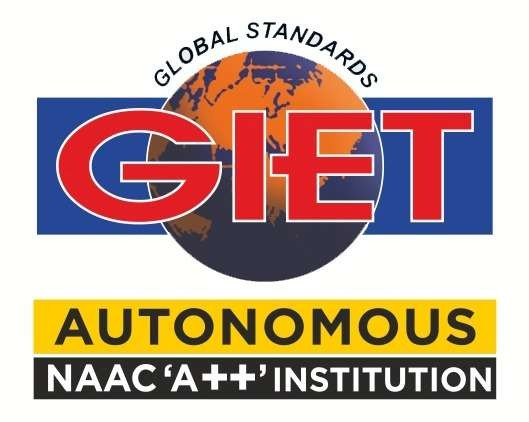 GLOBAL STANDARDS
GIET
AUTONOMOUS
NAAC 'A++' INSTITUTION